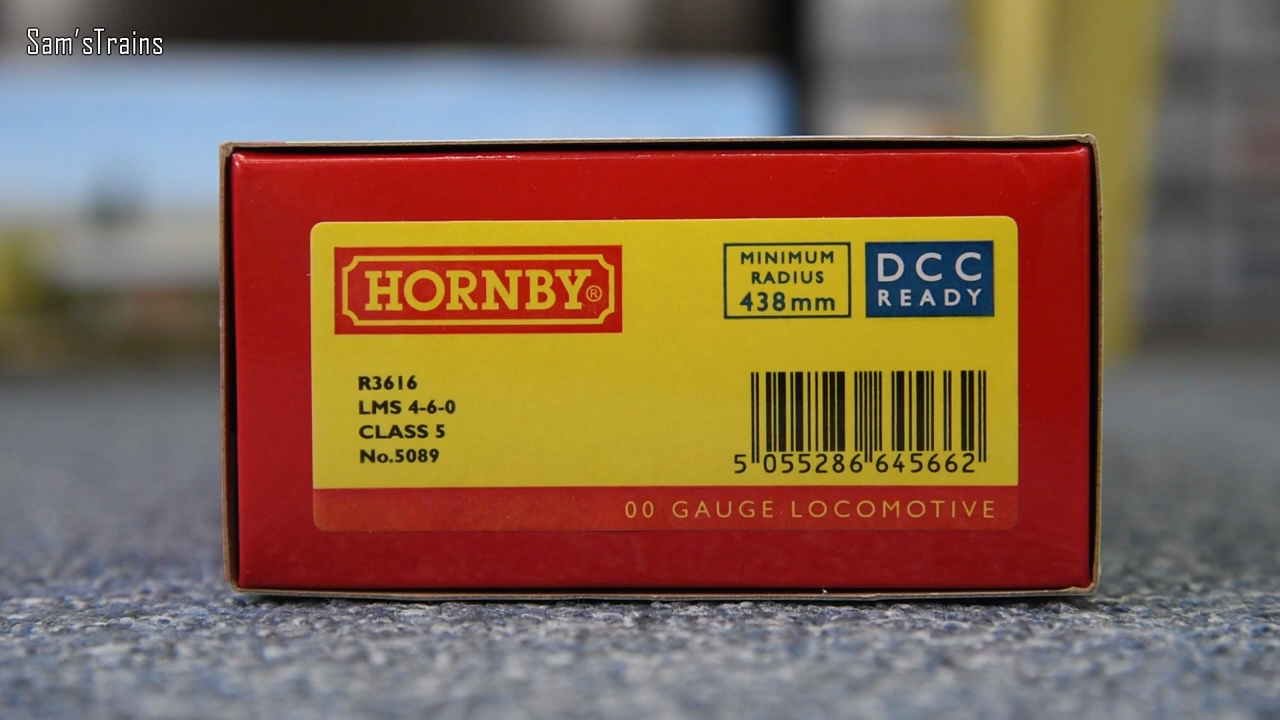 Sam'sTrains
HORNBY®
MINIMUM
RADIUS
438mm
DCC
READY
R3616
LMS 4-6-0
CLASS 5
No.5089
5 055286 645662
00 GAUGE LOCOMOTIVE